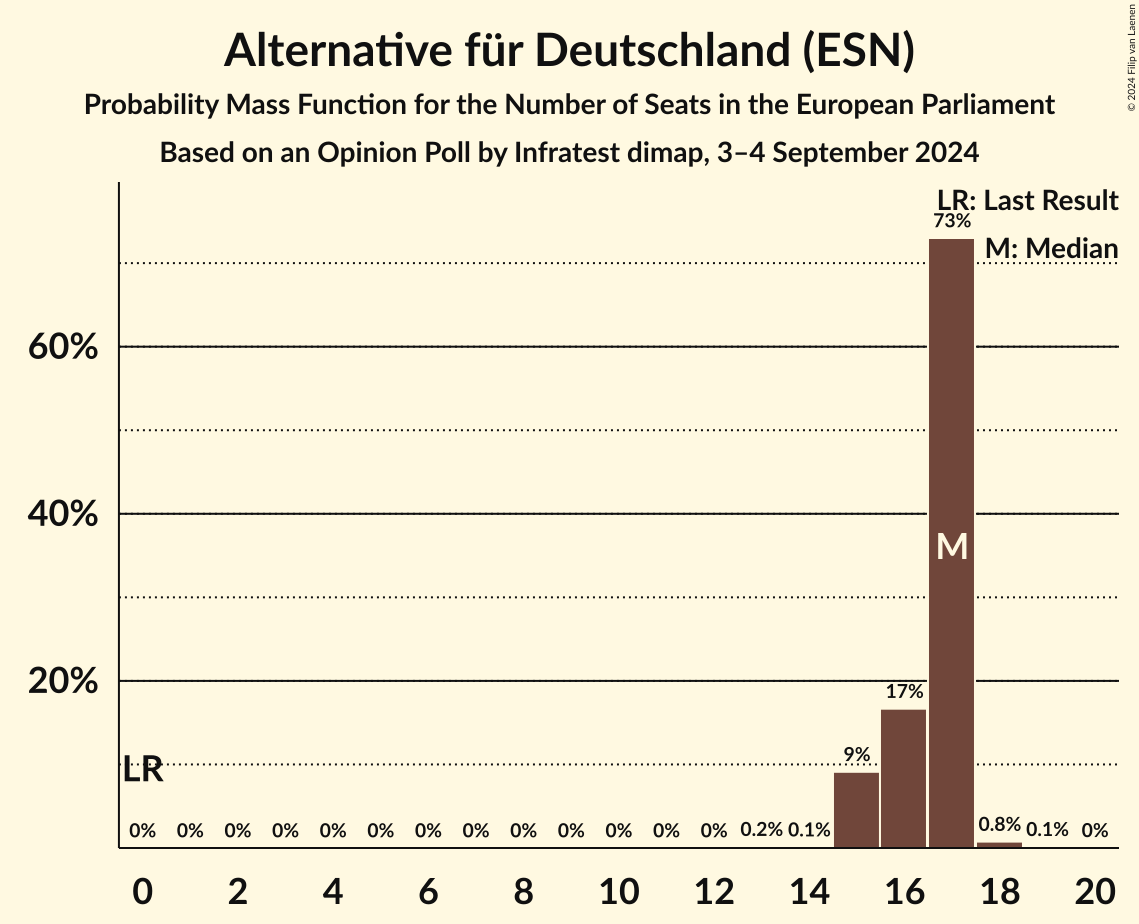 Alternative für Deutschland (ESN)
Probability Mass Function for the Number of Seats in the European Parliament
Based on an Opinion Poll by Infratest dimap, 3–4 September 2024
© 2024 Filip van Laenen
LR: Last Result
M: Median
73%
60%
40%
20%
M
17%
9%
LR
0% 0% 0% 0% 0% 0% 0% 0% 0% 0% 0% 0% 0% 0.2% 0.1% 0.8% 0.1% 0%
0 2 4 6 8 10 12 14 16 18 20